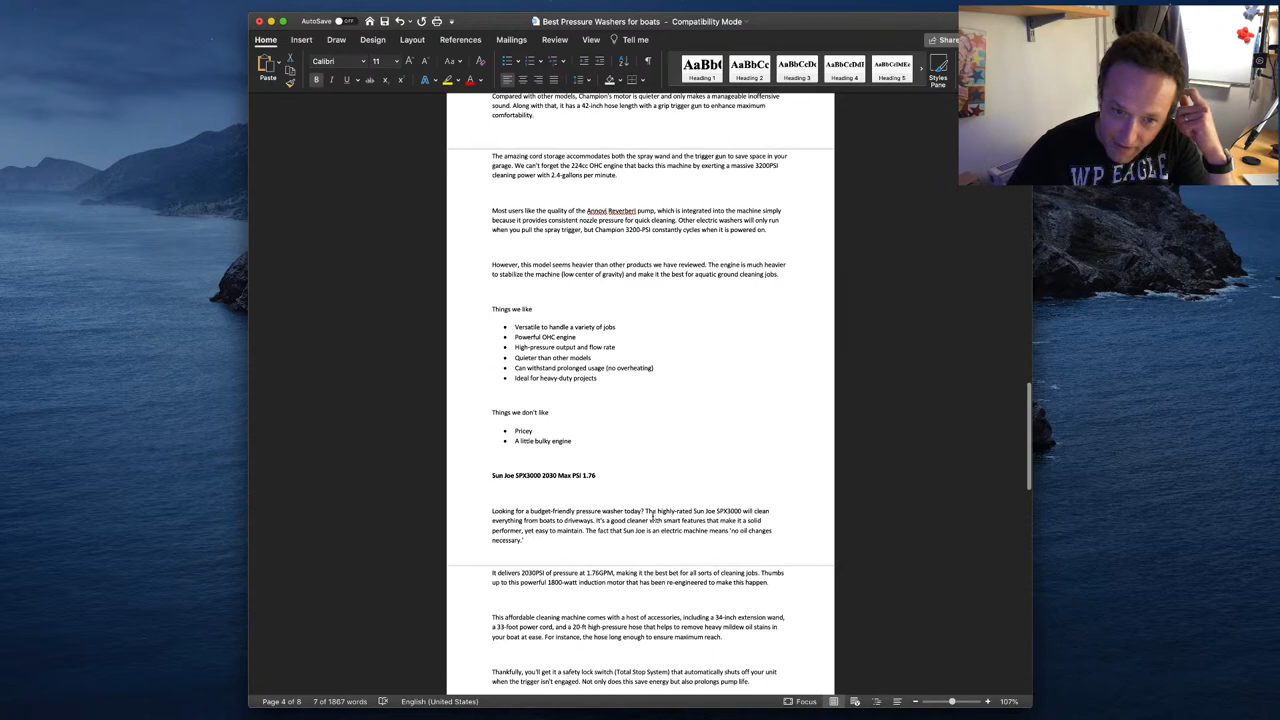 AutoSave OFF
Best Pressure Washers for boats - Compatibility Mode
Home Insert Draw Design Layout References Mailings Review View Tell me
Share
Paste
Calibri... 11
AaBb( AaBbCc AaBbCcDc AaBbCcDdE AaBbCcDdEe
Heading 1 Heading 2 Heading 3 Heading 4 Heading 5
Styles
Pane
Compared with other models, Champion's motor is quieter and only makes a manageable inoffensive
sound. Along with that, it has a 42-inch hose length with a grip trigger gun to enhance maximum
comfortability.
The amazing cord storage accommodates both the spray wand and the trigger gun to save space in your
garage. We can't forget the 224cc OHC engine that backs this machine by exerting a massive 3200PSI
cleaning power with 2.4-gallons per minute.
Most users like the quality of the Annovi Reverberi pump, which is integrated into the machine simply
because it provides consistent nozzle pressure for quick cleaning. Other electric washers will only run
when you pull the spray trigger, but Champion 3200-PSI constantly cycles when it is powered on.
However, this model seems heavier than other products we have reviewed. The engine is much heavier
to stabilize the machine (low center of gravity) and make it the best for aquatic ground cleaning jobs.
Things we like
• Versatile to handle a variety of jobs
• Powerful OHC engine
• High-pressure output and flow rate
• Quieter than other models
• Can withstand prolonged usage (no overheating)
• Ideal for heavy-duty projects
Things we don't like
• Pricey
• A little bulky engine
Sun Joe SPX3000 2030 Max PSI 1.76
Looking for a budget-friendly pressure washer today? The highly-rated Sun Joe SPX3000 will clean
everything from boats to driveways. It's a good cleaner with smart features that make it a solid
performer, yet easy to maintain. The fact that Sun Joe is an electric machine means 'no oil changes
necessary.'
It delivers 2030PSI of pressure at 1.76GPM, making it the best bet for all sorts of cleaning jobs. Thumbs
up to this powerful 1800-watt induction motor that has been re-engineered to make this happen.
This affordable cleaning machine comes with a host of accessories, including a 34-inch extension wand,
a 33-foot power cord, and a 20-ft high-pressure hose that helps to remove heavy mildew oil stains in
your boat at ease. For instance, the hose long enough to ensure maximum reach.
Thankfully, you'll get it a safety lock switch (Total Stop System) that automatically shuts off your unit
when the trigger isn't engaged. Not only does this save energy but also prolongs pump life.
Page 4 of 8 7 of 1867 words English (United States) Focus 107%
WP EAGLE